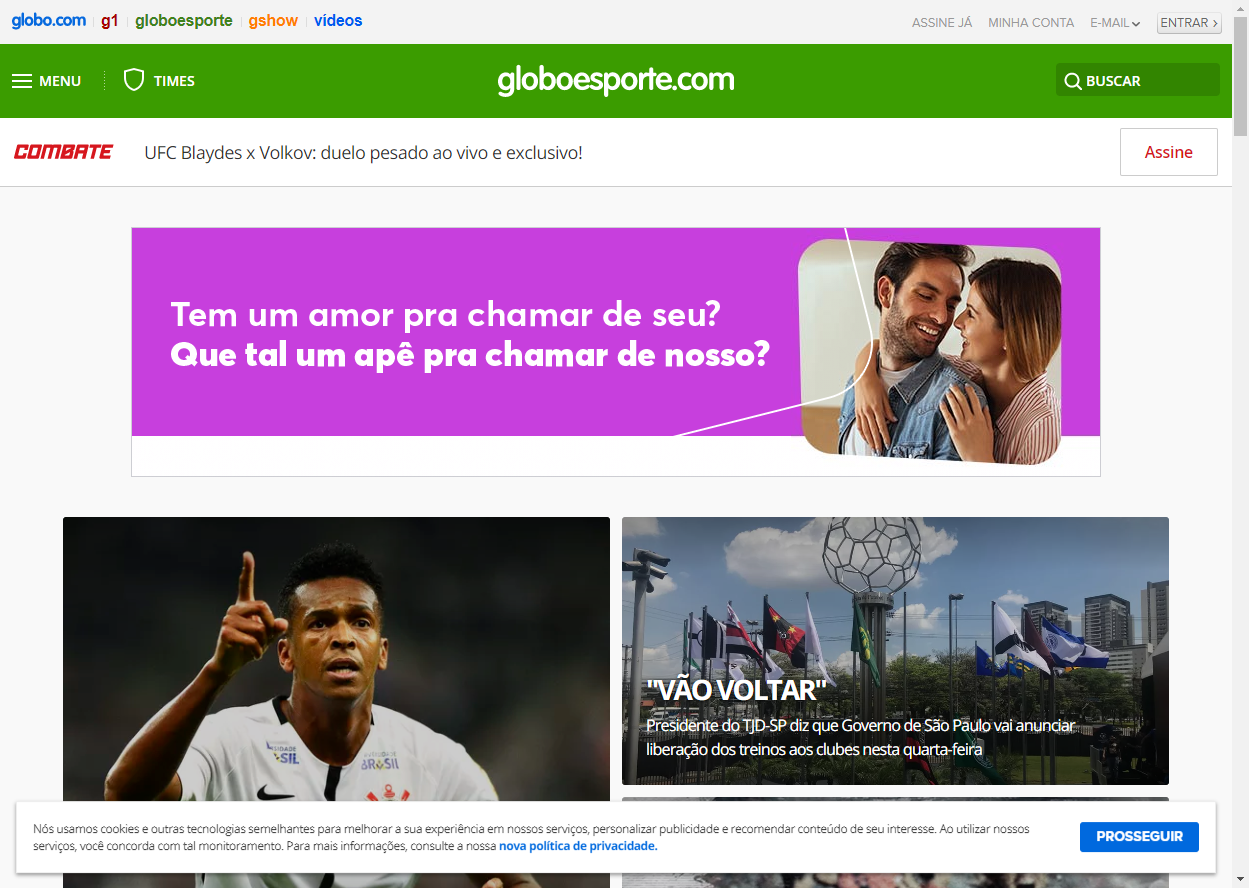 globo.com g1 globoesporte gshow vídeos ASSINE JÁ MINHA CONTA E-MAIL ENTRAR
MENU TIMES globoesporte.com BUSCAR
COMBATE UFC Blaydes x Volkov: duelo pesado ao vivo e exclusivo! Assine
Tem um amor pra chamar de seu?
Que tal um apê pra chamar de nosso?
"VÃO VOLTAR"
Presidente do TJD-SP diz que Governo de São Paulo vai anunciar
liberação dos treinos aos clubes nesta quarta-feira
Nós usamos cookies e outras tecnologias semelhantes para melhorar a sua experiência em nossos serviços, personalizar publicidade e recomendar conteúdo de seu interesse. Ao utilizar nossos
serviços, você concorda com tal monitoramento. Para mais informações, consulte a nossa nova política de privacidade.
PROSSEGUIR